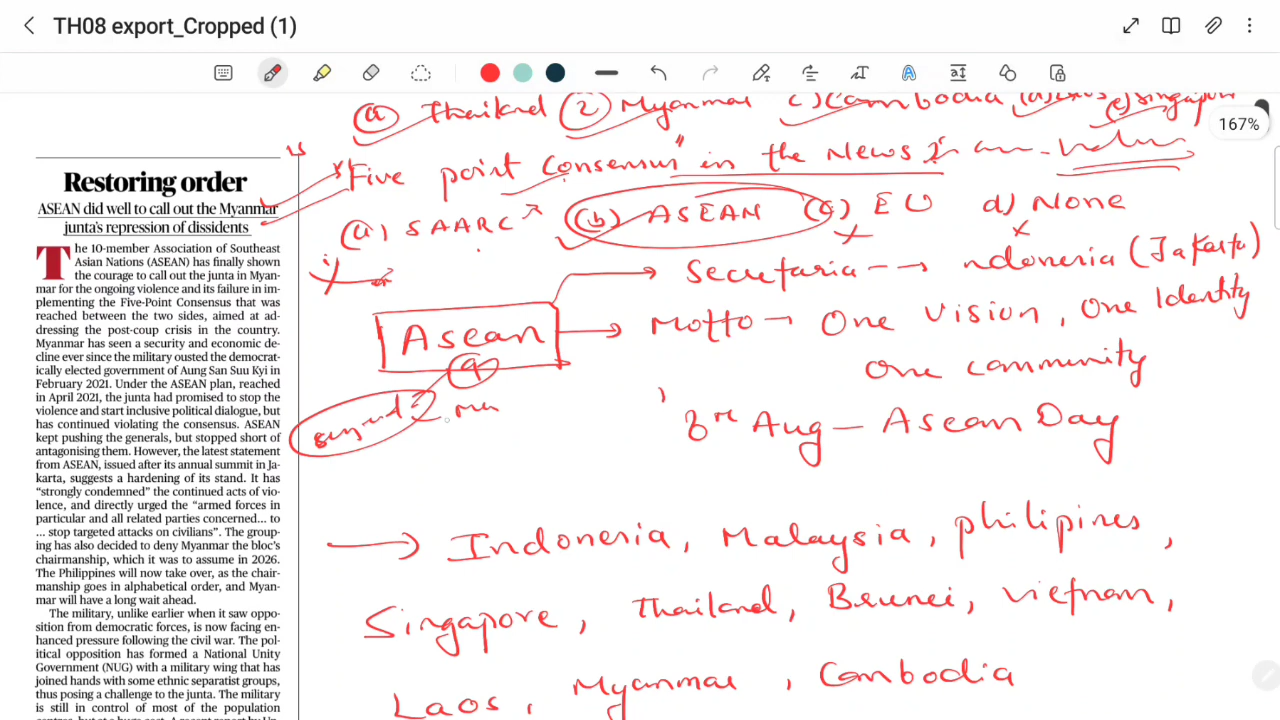 TH08 export_Cropped (1)
167%
(a) Thailand (2) Myanmar c) Cambodia
Five point Consensus" in the News
(a) SAARC (b) ASEAN (c) EU d) None
Secretaria → ndonesia (Jakarta)
Asean
Motto → One Vision, One Identity
One community
Aug - Asean Day
→ Indonesia, Malaysia, philipines,
Singapore, Thailand, Brunei, Vietnam,
Laos, Myanmar, Cambodia
Restoring order
ASEAN did well to call out the Myanmar
junta's repression of dissidents
The 10-member Association of Southeast
Asian Nations (ASEAN) has finally shown
the courage to call out the junta in Myan-
mar for the ongoing violence and its failure in im-
plementing the Five-Point Consensus that was
reached between the two sides, aimed at ad-
dressing the post-coup crisis in the country.
Myanmar has seen a security and economic de-
cline ever since the military ousted the democrat-
ically elected government of Aung San Suu Kyi in
February 2021. Under the ASEAN plan, reached
in April 2021, the junta had promised to stop the
violence and start inclusive political dialogue, but
has continued violating the consensus. ASEAN
kept pushing the generals, but stopped short of
antagonising them. However, the latest statement
from ASEAN, issued after its annual summit in Ja-
karta, suggests a hardening of its stand. It has
"strongly condemned" the continued acts of vio-
lence, and directly urged the "armed forces in
particular and all related parties concerned... to
... stop targeted attacks on civilians". The group-
ing has also decided to deny Myanmar the bloc's
chairmanship, which it was to assume in 2026.
The Philippines will now take over, as the chair-
manship goes in alphabetical order, and Myan-
mar will have a long wait ahead.
The military, unlike earlier when it saw oppo-
sition from democratic forces, is now facing en-
hanced pressure following the civil war. The pol-
itical opposition has formed a National Unity
Government (NUG) with a military wing that has
joined hands with some ethnic separatist groups,
thus posing a challenge to the junta. The military
is still in control of most of the population